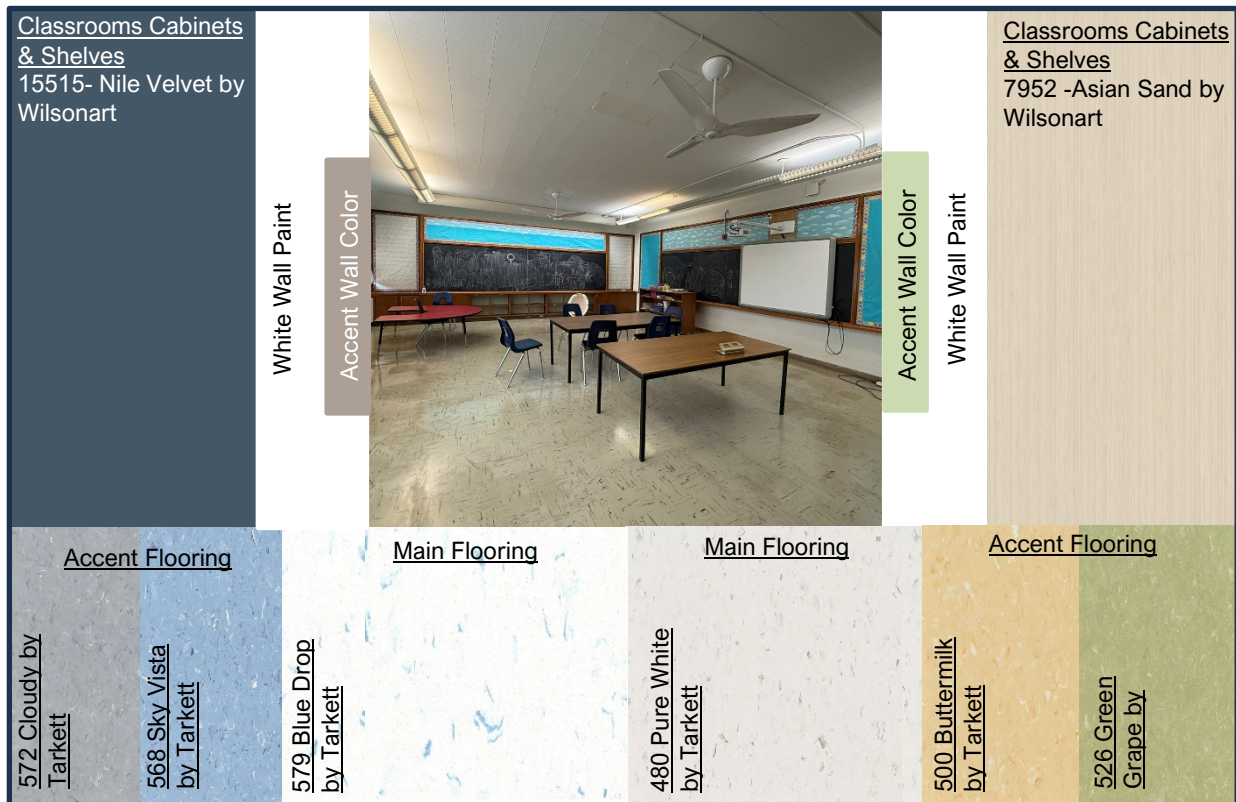 Classrooms Cabinets
& Shelves
15515- Nile Velvet by
Wilsonart
White Wall Paint
Accent Wall Color
Accent Wall Color
White Wall Paint
Classrooms Cabinets
& Shelves
7952 -Asian Sand by
Wilsonart
Accent Flooring
572 Cloudy by
Tarkett
568 Sky Vista
by Tarkett
Main Flooring
579 Blue Drop
by Tarkett
Main Flooring
480 Pure White
by Tarkett
Accent Flooring
500 Buttermilk
by Tarkett
526 Green
Grape by